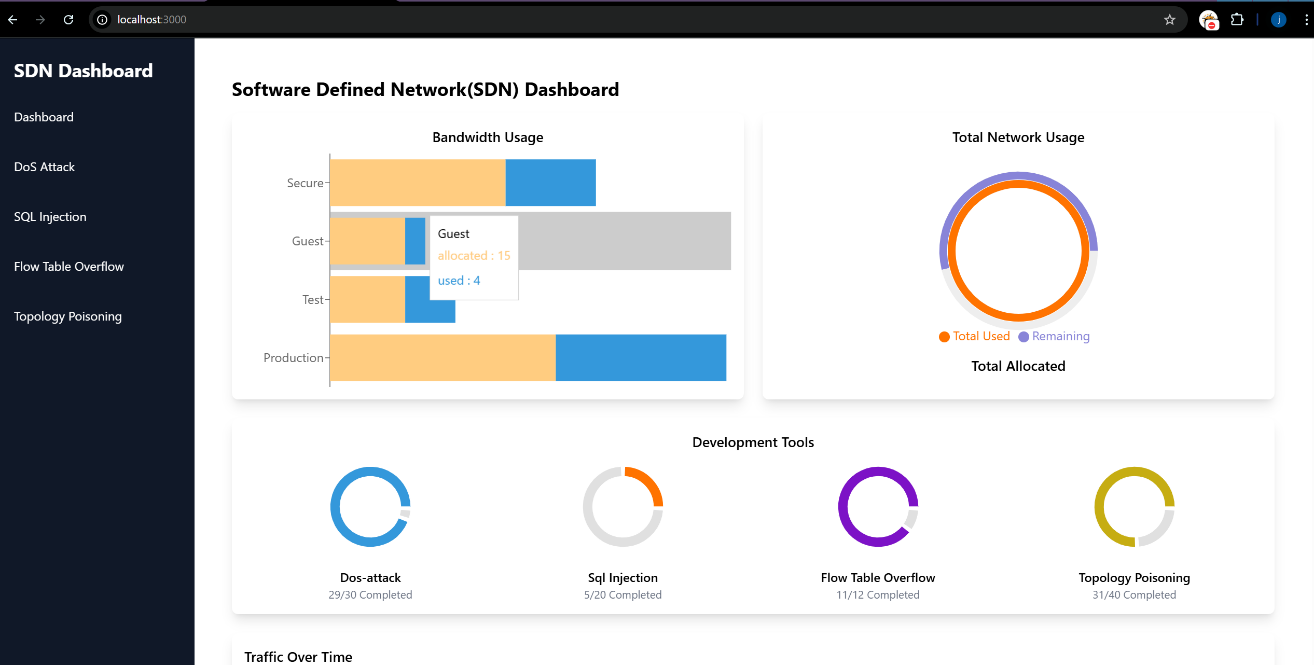 localhost:3000
j
SDN Dashboard
Dashboard
DoS Attack
SQL Injection
Flow Table Overflow
Topology Poisoning
Software Defined Network(SDN) Dashboard
Bandwidth Usage
Secure
Guest
Test
Production
Guest
allocated : 15
used : 4
Total Network Usage
Total Used Remaining
Total Allocated
Development Tools
Dos-attack
29/30 Completed
Sql Injection
5/20 Completed
Flow Table Overflow
11/12 Completed
Topology Poisoning
31/40 Completed
Traffic Over Time